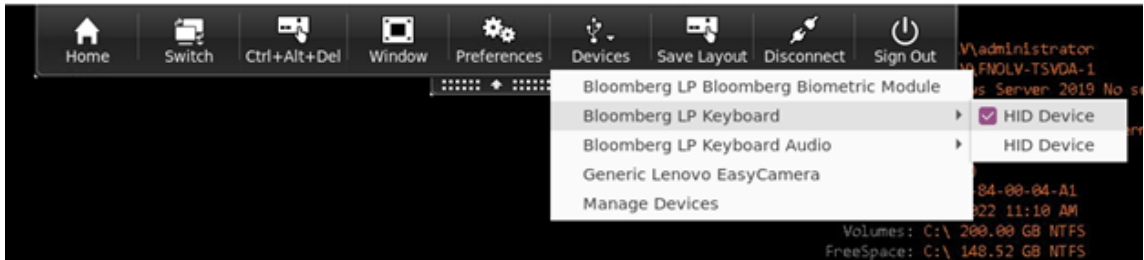 Home Switch Ctrl+Alt+Del Window Preferences Devices Save Layout Disconnect Sign Out
V\administrator
\FNOLV-TSVDA-1
Bloomberg LP Bloomberg Biometric Module
Server 2019 No
Bloomberg LP Keyboard
HID Device
Bloomberg LP Keyboard Audio
HID Device
Generic Lenovo EasyCamera
84-00-04-A1
Manage Devices
11:10 AM
Volumes: C:\ 200.00 GB NTFS
FreeSpace: C:\ 148.52 GB NTFS